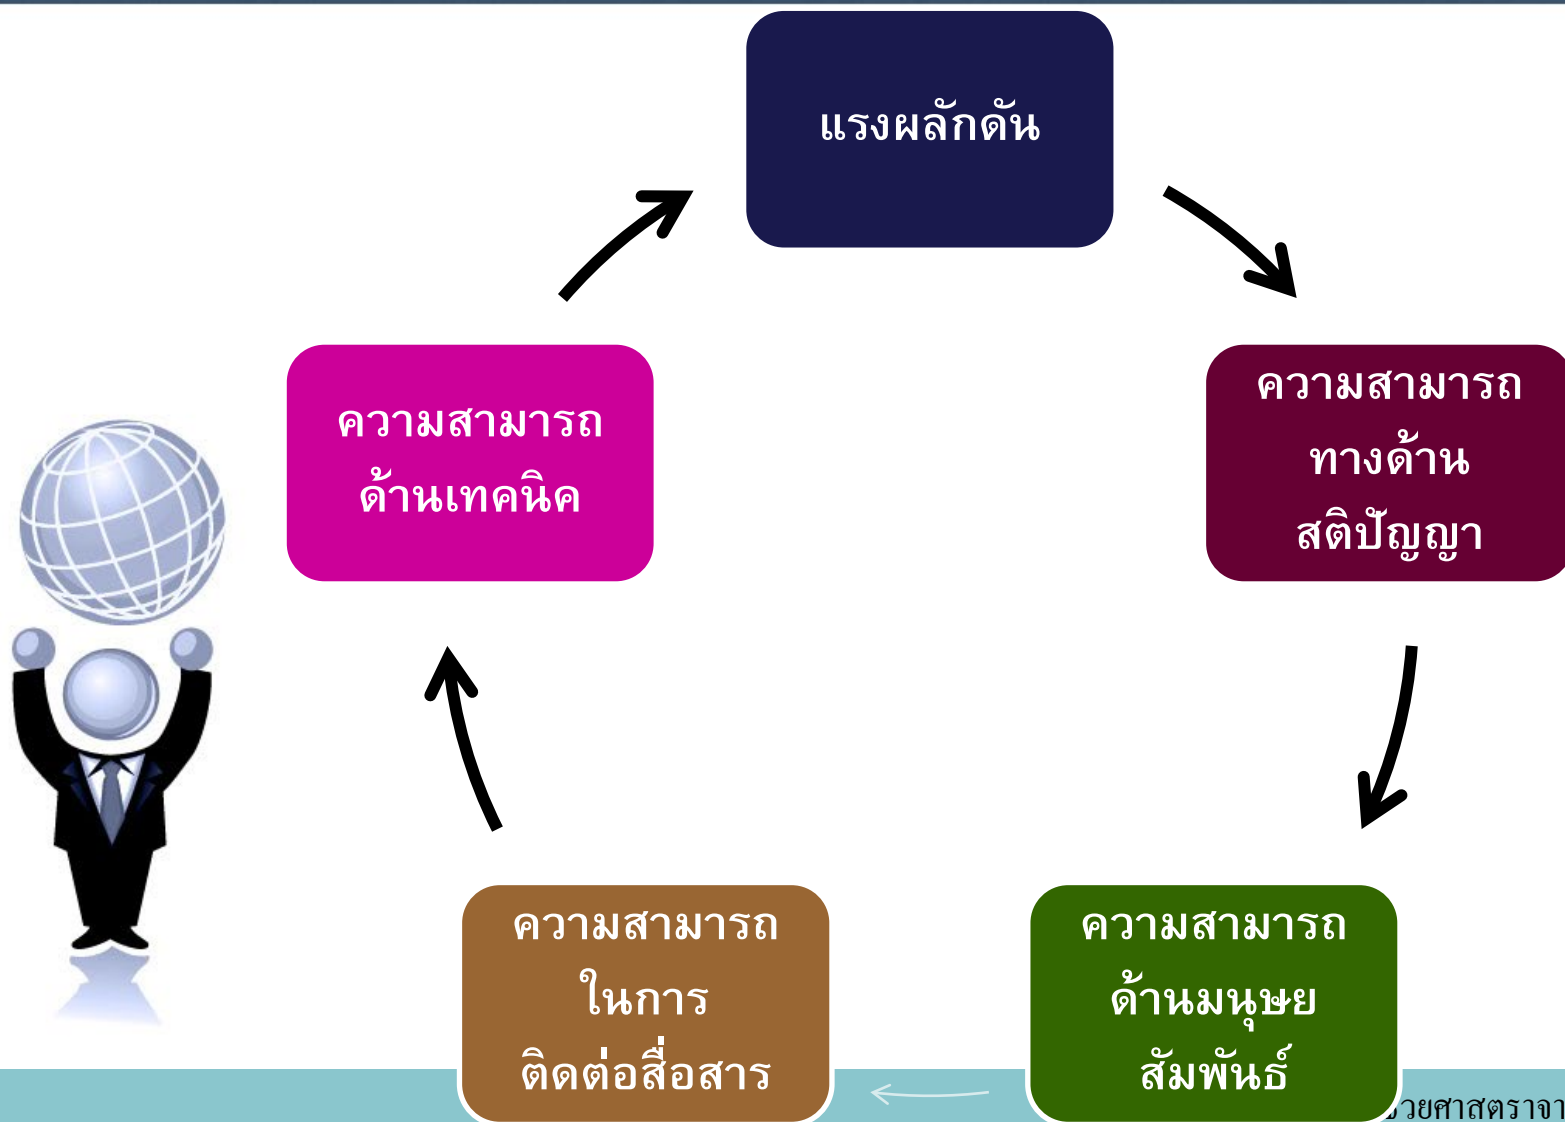 แรงผลักดัน
ความสามารถ
ทางด้าน
สติปัญญา
ความสามารถ
ด้านมนุษย
สัมพันธ์
ความสามารถ
ในการ
ติดต่อสื่อสาร
ความสามารถ
ด้านเทคนิค